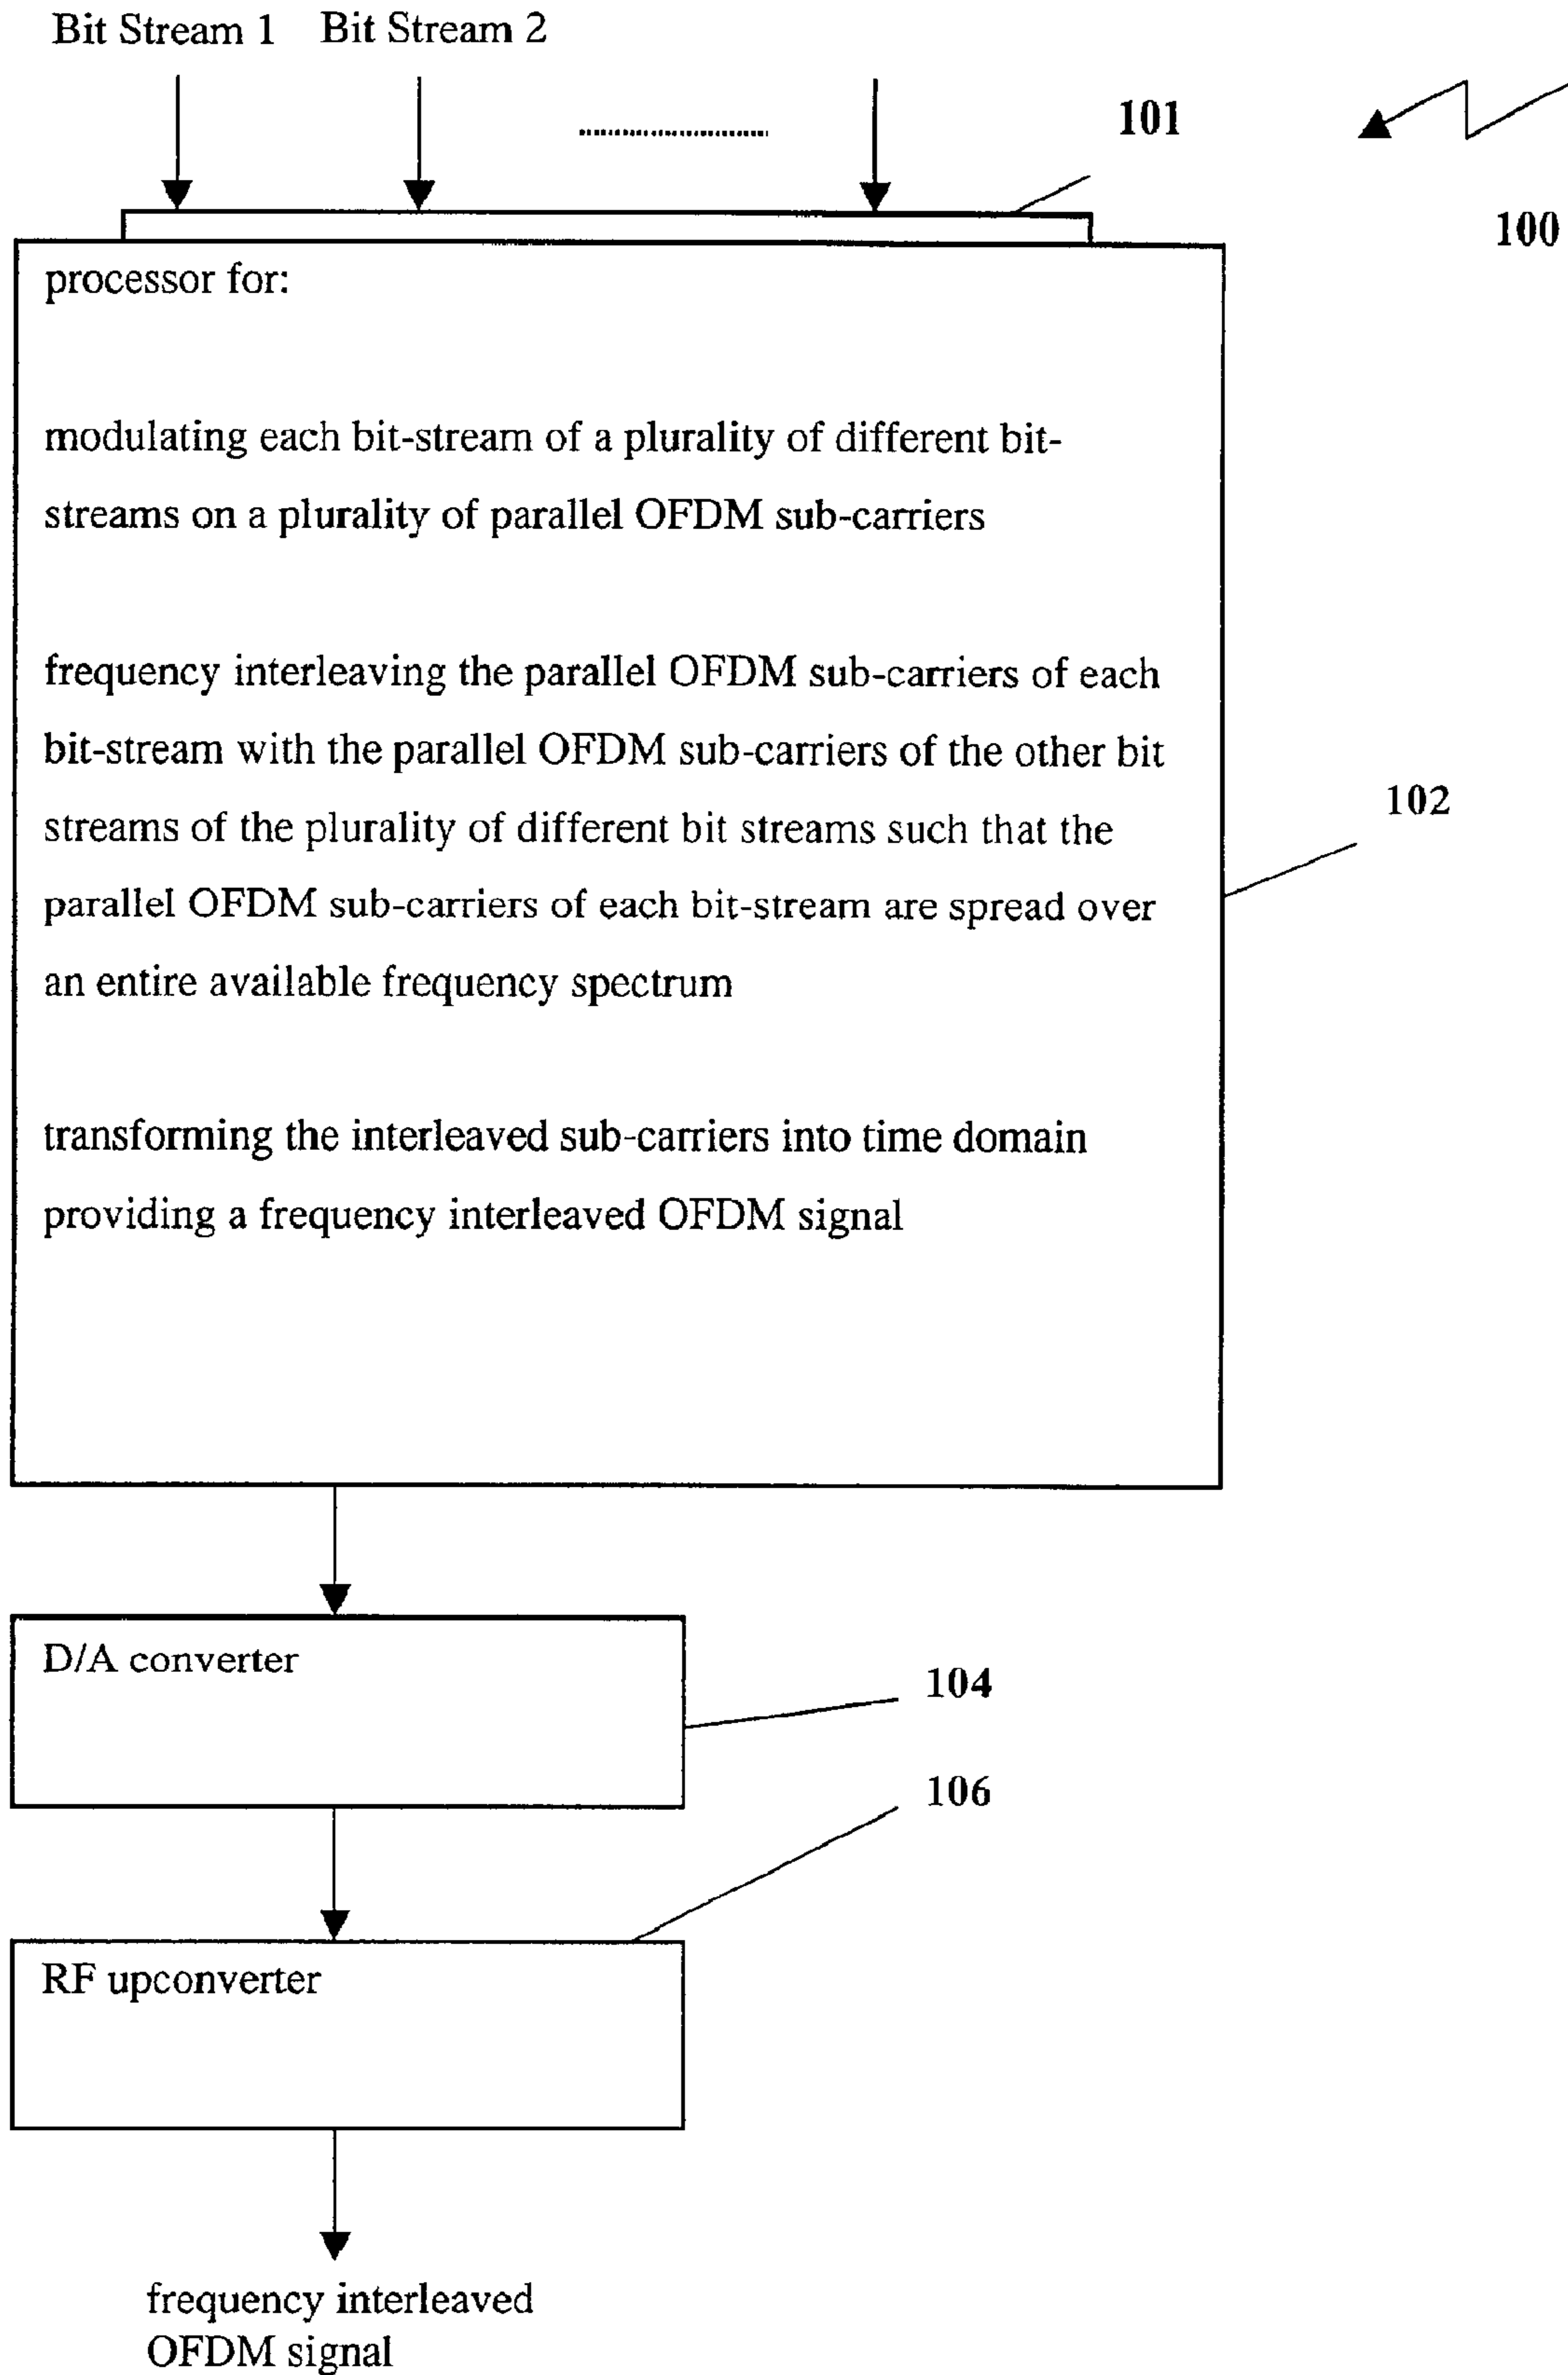 Bit Stream 1 Bit Stream 2
101
100
processor for:
modulating each bit-stream of a plurality of different bit-
streams on a plurality of parallel OFDM sub-carriers
frequency interleaving the parallel OFDM sub-carriers of each
bit-stream with the parallel OFDM sub-carriers of the other bit
streams of the plurality of different bit streams such that the
parallel OFDM sub-carriers of each bit-stream are spread over
an entire available frequency spectrum
102
transforming the interleaved sub-carriers into time domain
providing a frequency interleaved OFDM signal
D/A converter
104
106
RF upconverter
frequency interleaved
OFDM signal